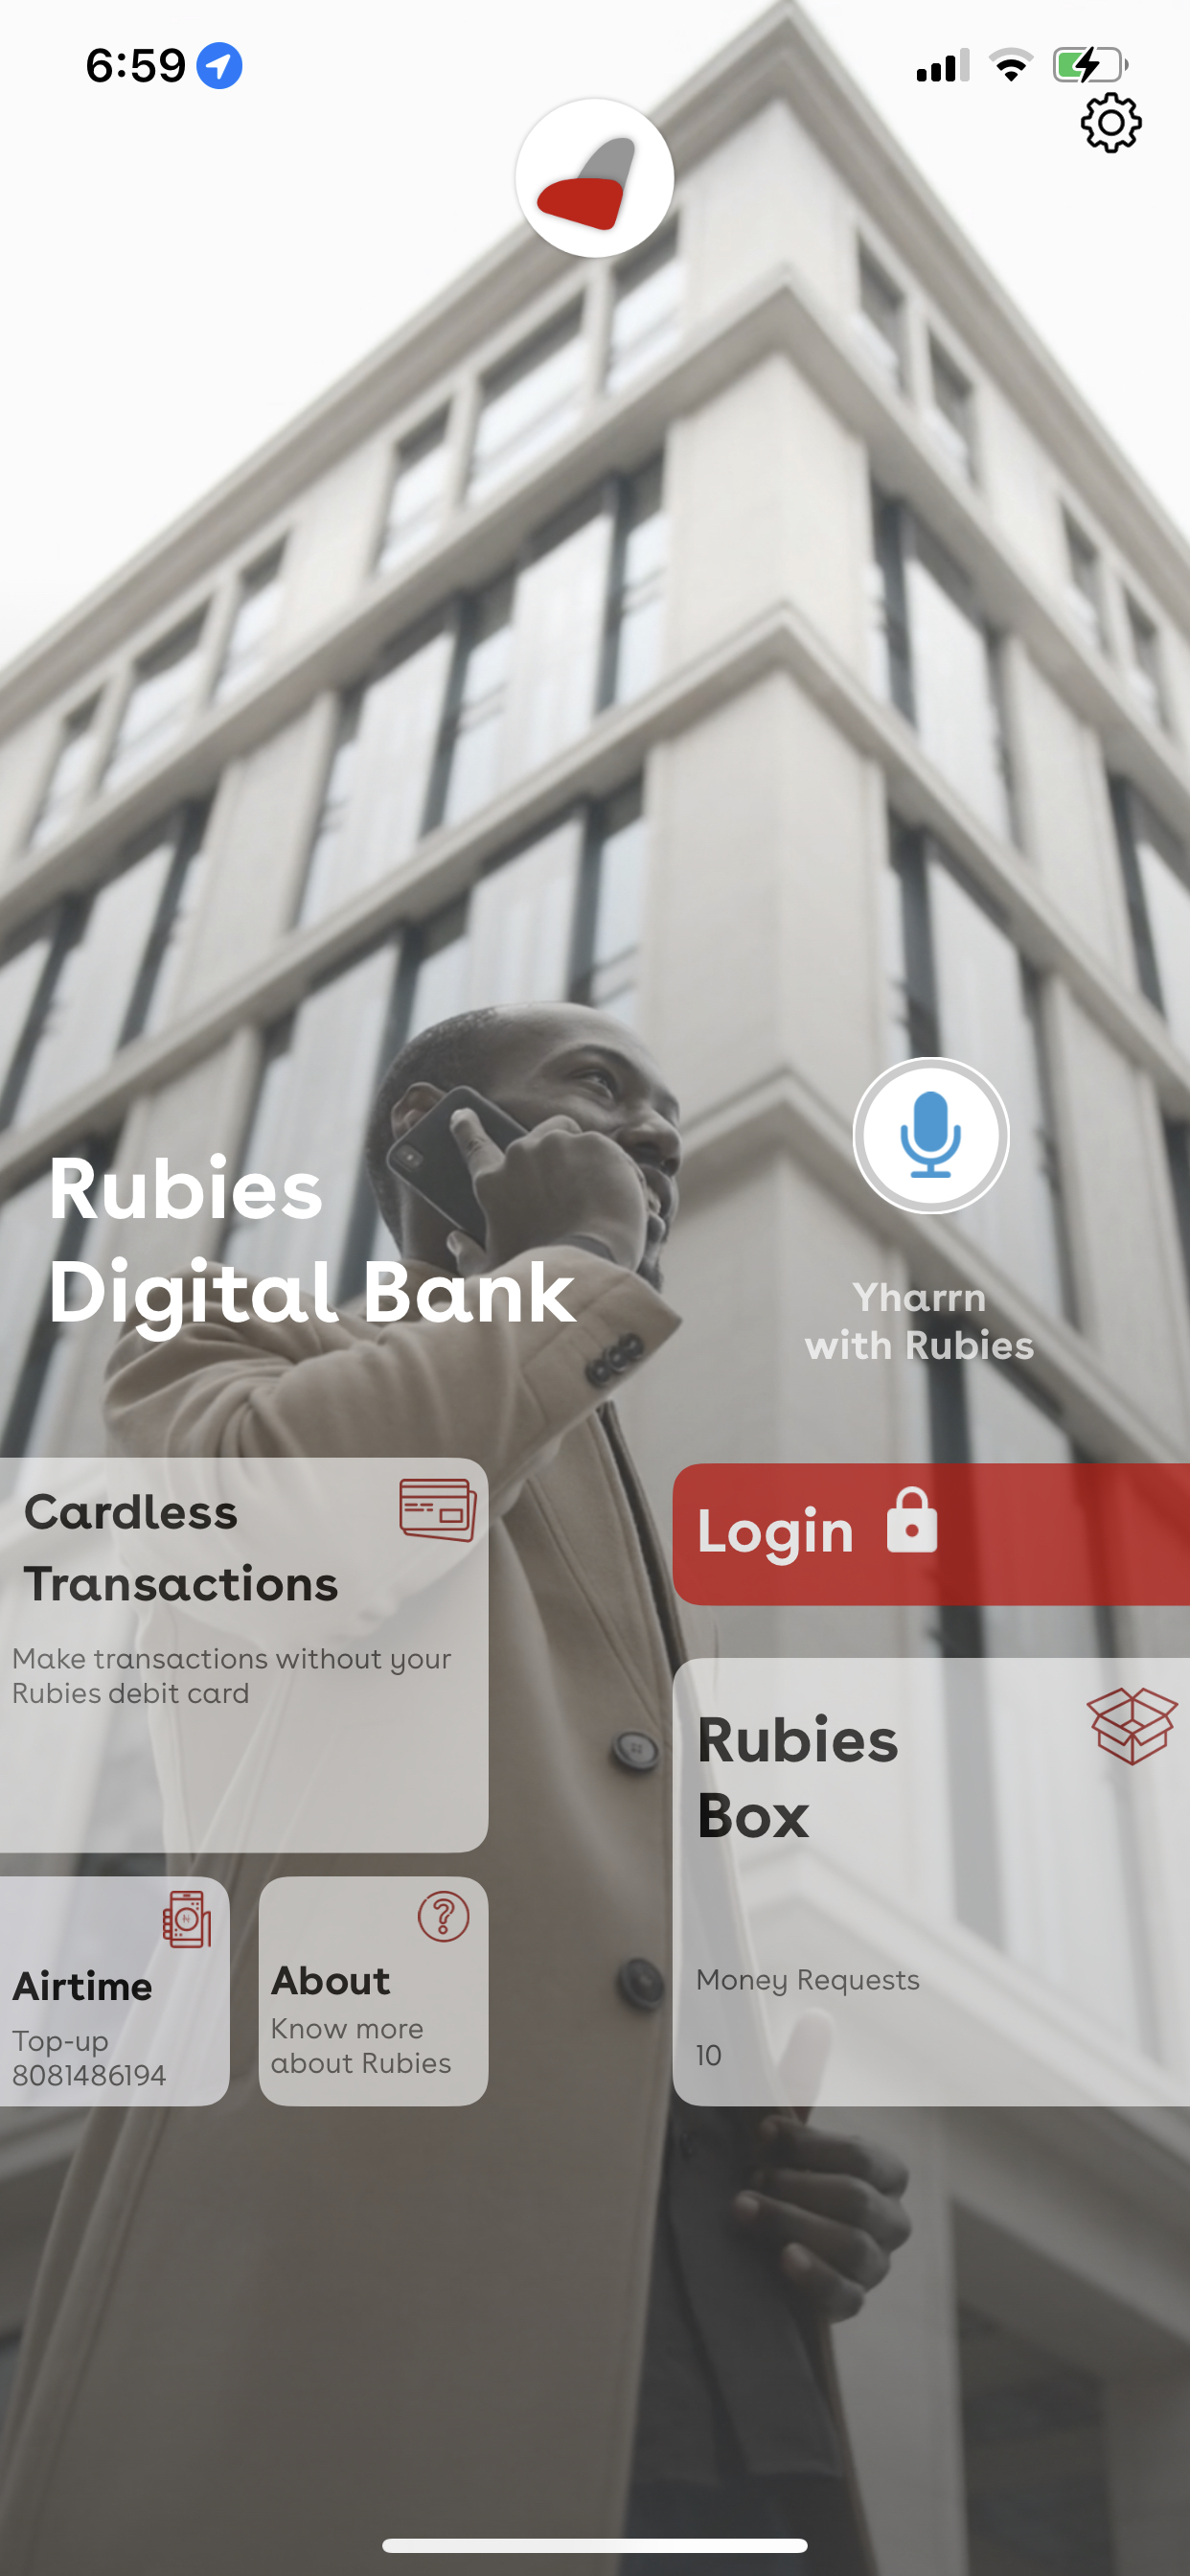 6:59
Rubies
Digital Bank
Yharrn
with Rubies
Cardless
Transactions
Make transactions without your
Rubies debit card
Login
Rubies
Box
Money Requests
10
Airtime
Top-up
8081486194
About
Know more
about Rubies